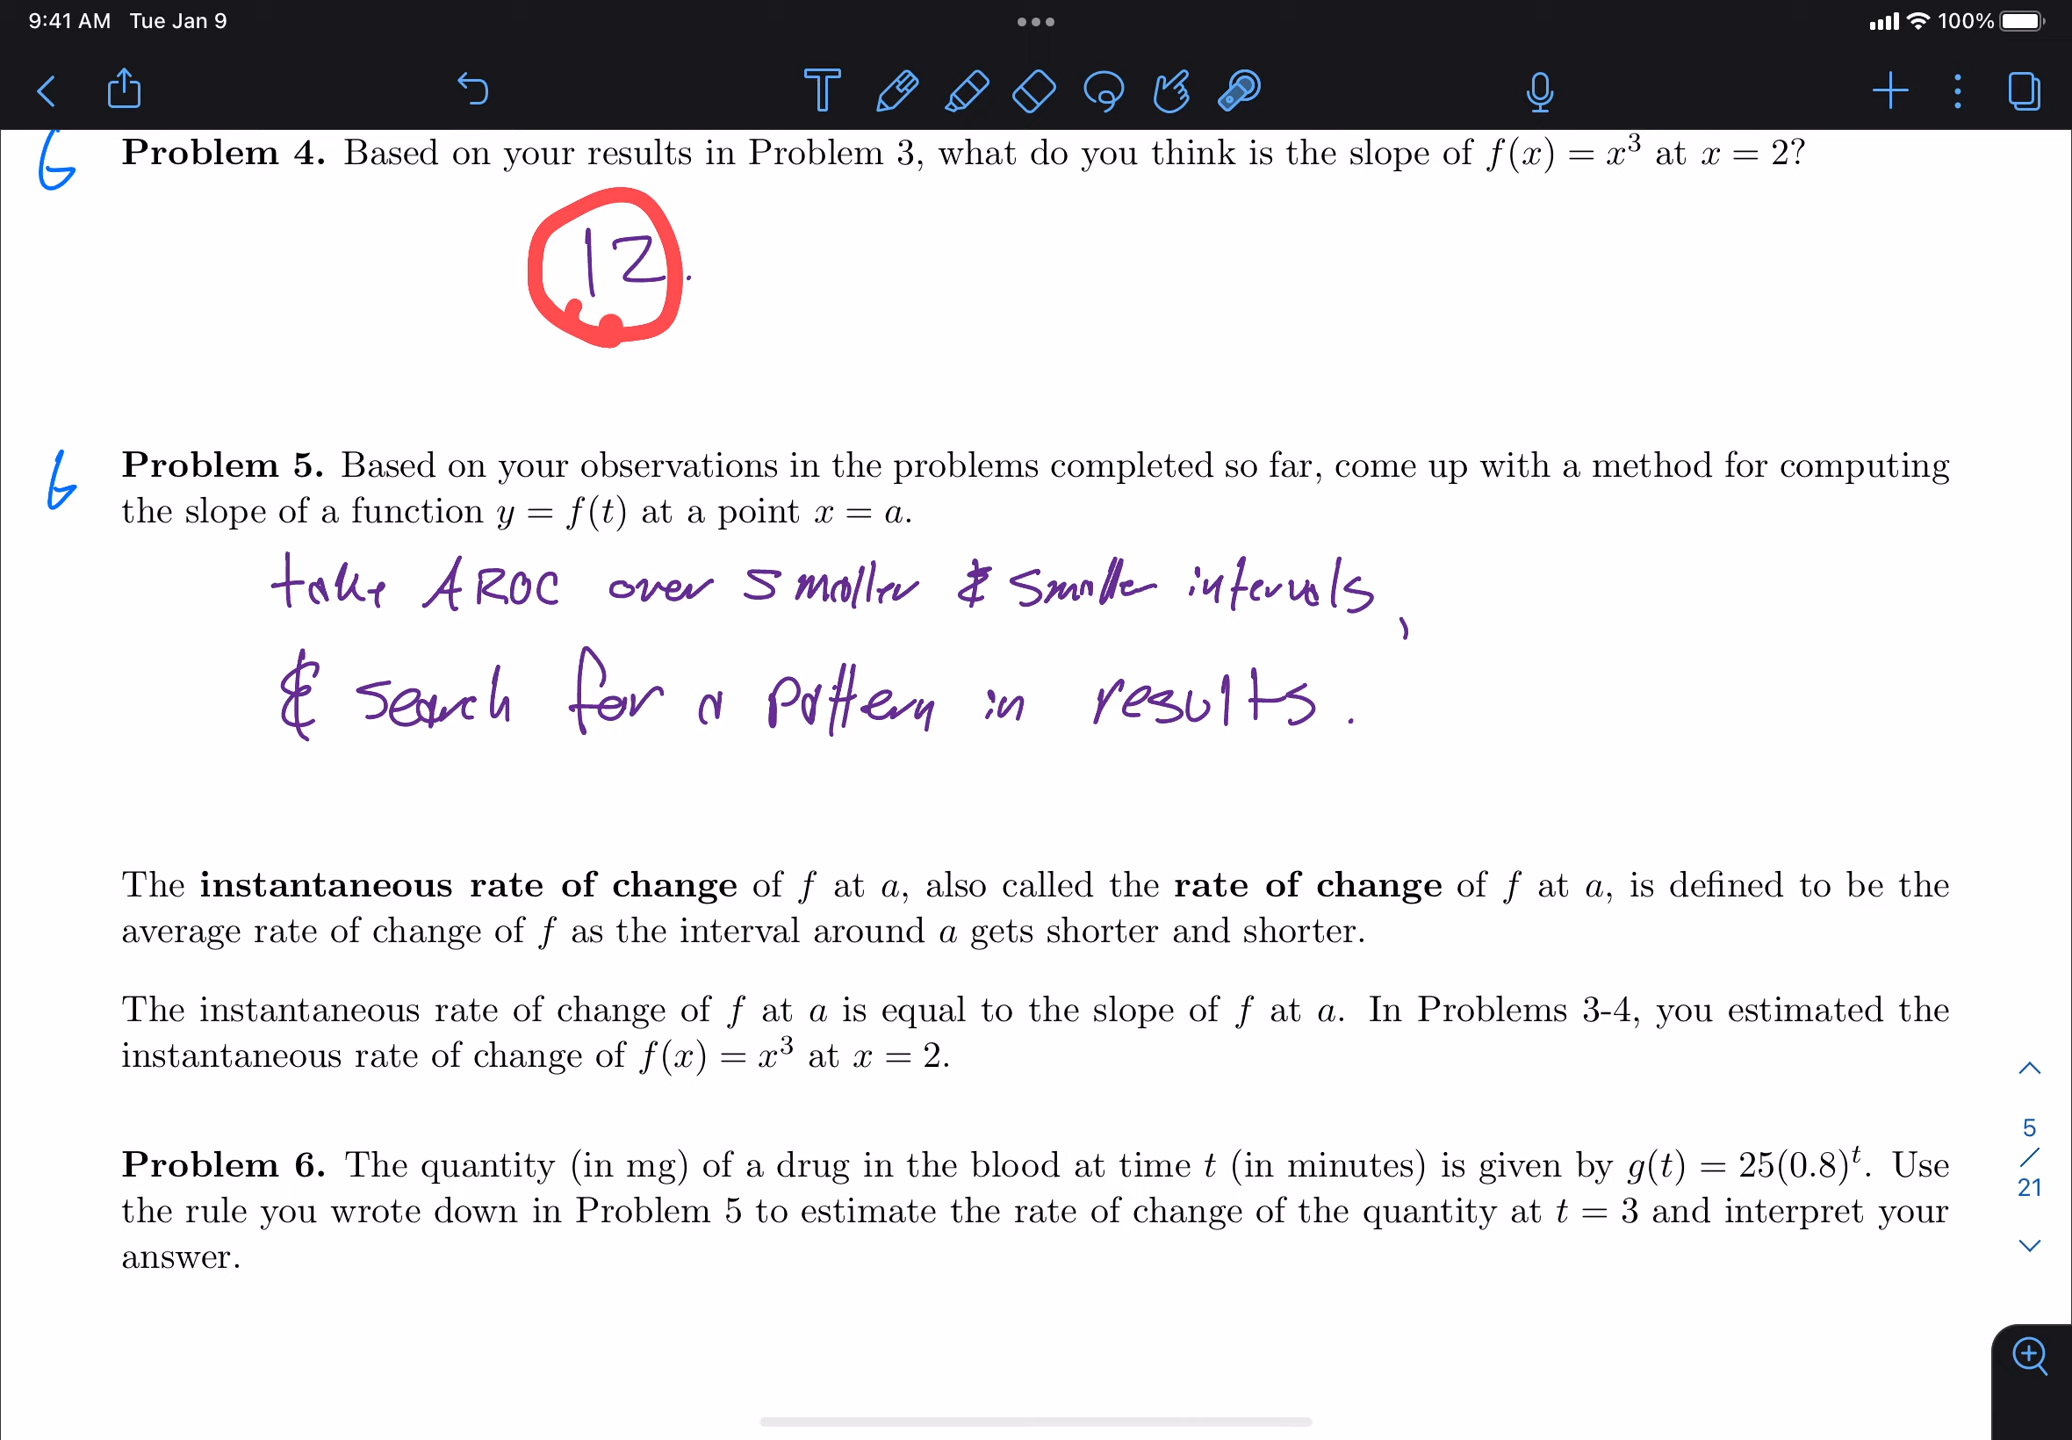 9:41 AM Tue Jan 9 100%
Problem 4. Based on your results in Problem 3, what do you think is the slope of f(x) = x³ at x = 2?
12.
Problem 5. Based on your observations in the problems completed so far, come up with a method for computing
the slope of a function y = f(t) at a point x = a.
take AROC over smaller & smaller intervals,
& search for a pattern in results.
The instantaneous rate of change of f at a, also called the rate of change of f at a, is defined to be the
average rate of change of f as the interval around a gets shorter and shorter.
The instantaneous rate of change of f at a is equal to the slope of f at a. In Problems 3-4, you estimated the
instantaneous rate of change of f(x) = x³ at x = 2.
Problem 6. The quantity (in mg) of a drug in the blood at time t (in minutes) is given by g(t) = 25(0.8)ᵗ. Use
the rule you wrote down in Problem 5 to estimate the rate of change of the quantity at t = 3 and interpret your
answer.
5
/
21